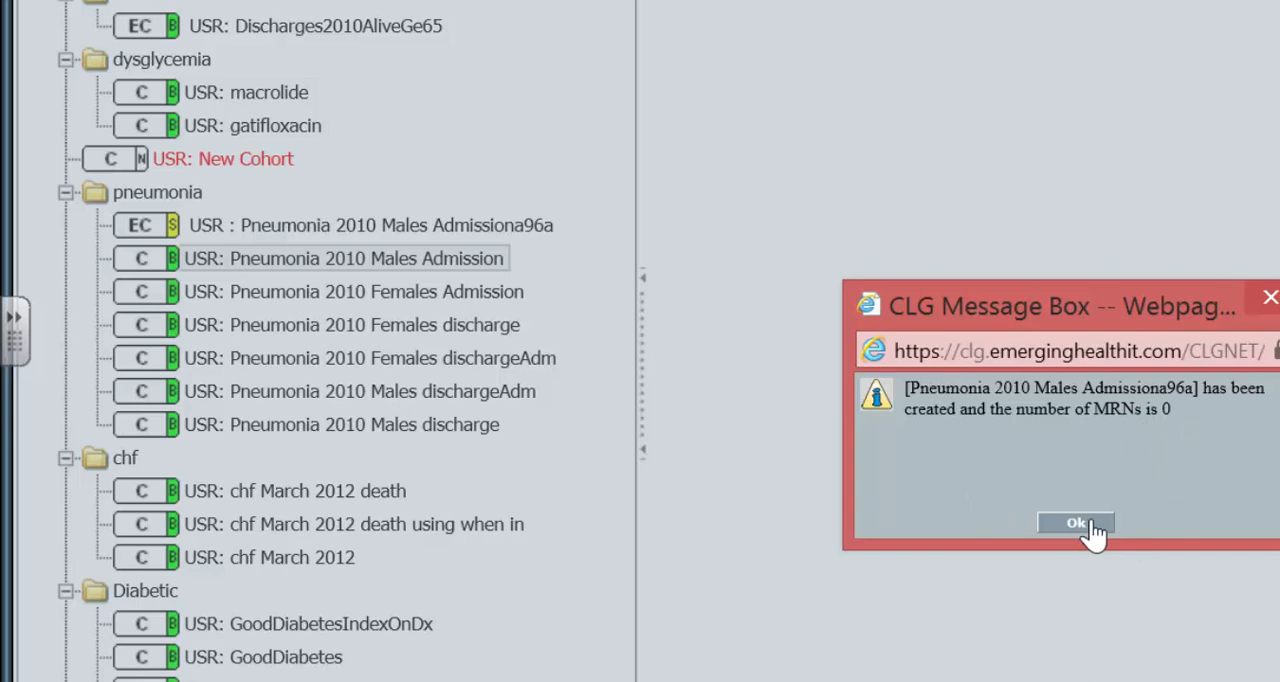 EC B USR: Discharges2010AliveGe65
dysglycemia
C B USR: macrolide
C B USR: gatifloxacin
C N USR: New Cohort
pneumonia
EC S USR : Pneumonia 2010 Males Admissiona96a
C B USR: Pneumonia 2010 Males Admission
C B USR: Pneumonia 2010 Females Admission
C B USR: Pneumonia 2010 Females discharge
C B USR: Pneumonia 2010 Females dischargeAdm
C B USR: Pneumonia 2010 Males dischargeAdm
C B USR: Pneumonia 2010 Males discharge
chf
C B USR: chf March 2012 death
C B USR: chf March 2012 death using when in
C B USR: chf March 2012
Diabetic
C B USR: GoodDiabetesIndexOnDx
C B USR: GoodDiabetes
CLG Message Box -- Webpag...
https://clg.emerginghealthit.com/CLGNET/
[Pneumonia 2010 Males Admissiona96a] has been
created and the number of MRNs is 0
Ok